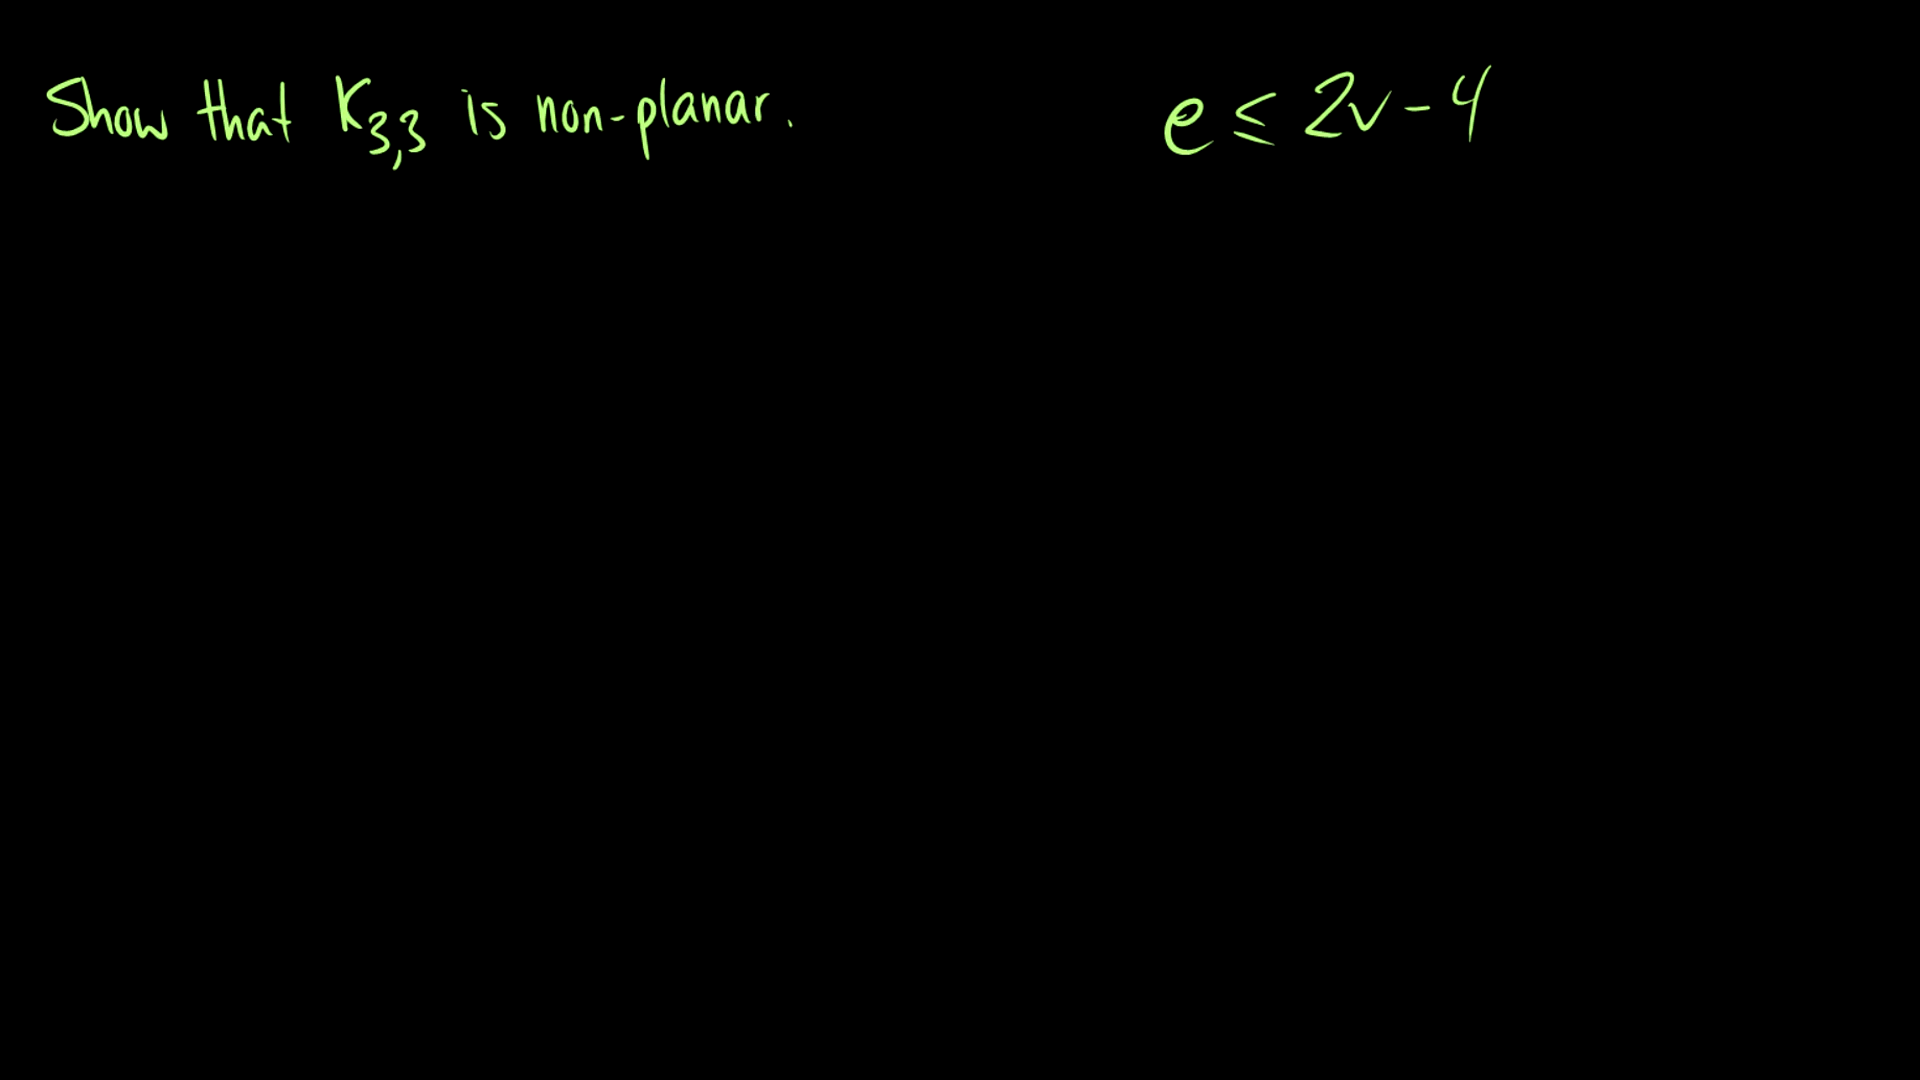 Show that K₃,₃ is non-planar.
e ≤ 2v - 4